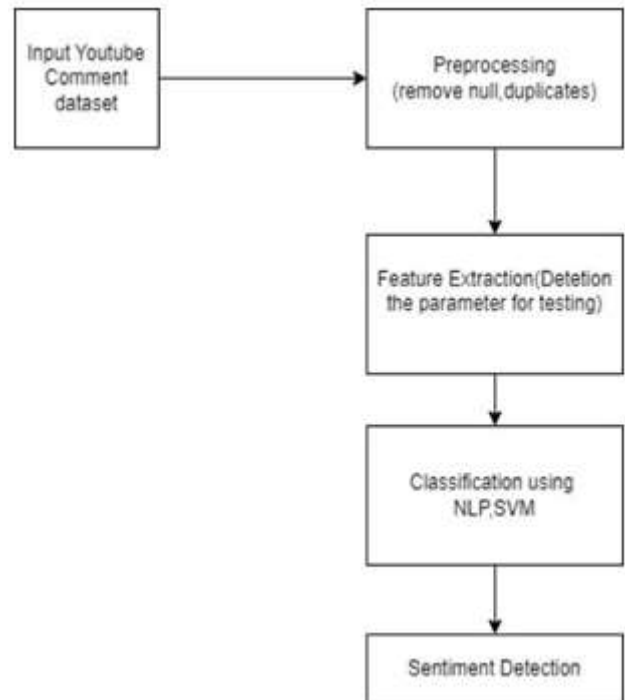 Input Youtube
Comment
dataset
Preprocessing
(remove null,duplicates)
Feature Extraction(Detetion
the parameter for testing)
Classification using
NLP,SVM
Sentiment Detection